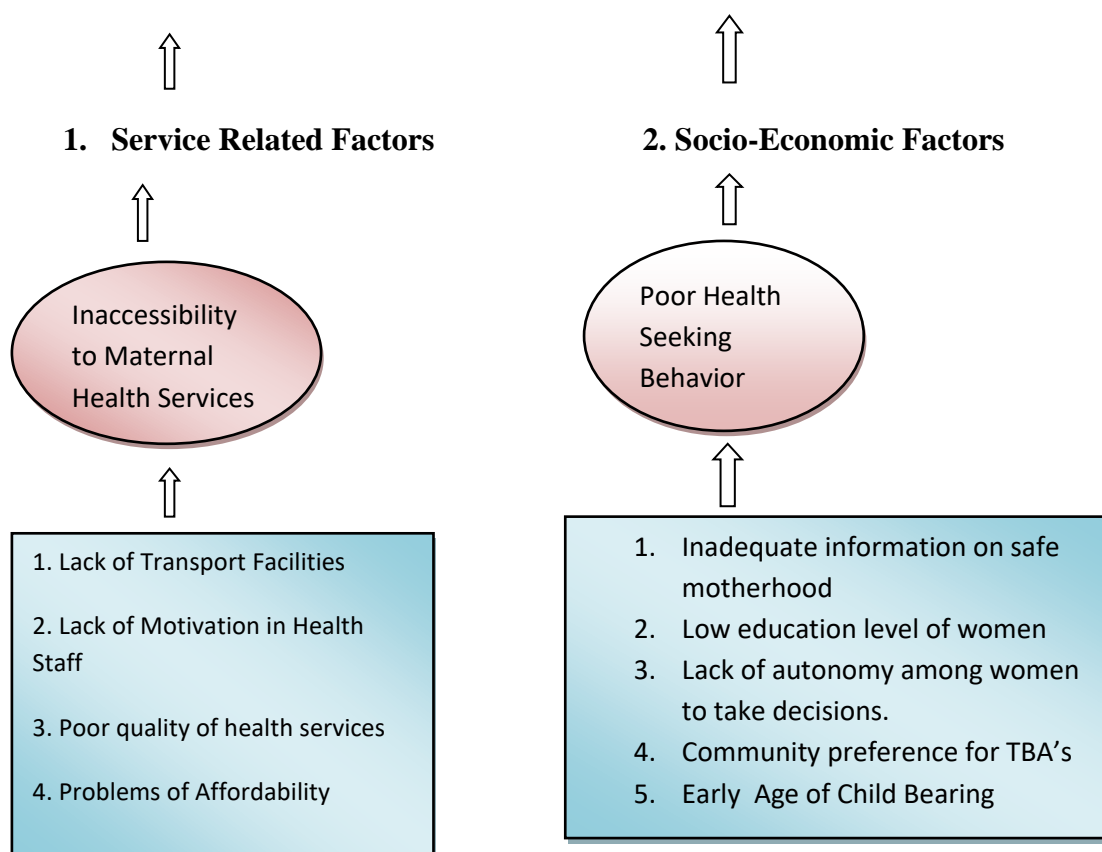 1. Service Related Factors
2. Socio-Economic Factors
Inaccessibility
to Maternal
Health Services
Poor Health
Seeking
Behavior
1. Lack of Transport Facilities
2. Lack of Motivation in Health
Staff
3. Poor quality of health services
4. Problems of Affordability
1. Inadequate information on safe
motherhood
2. Low education level of women
3. Lack of autonomy among women
to take decisions.
4. Community preference for TBA’s
5. Early Age of Child Bearing